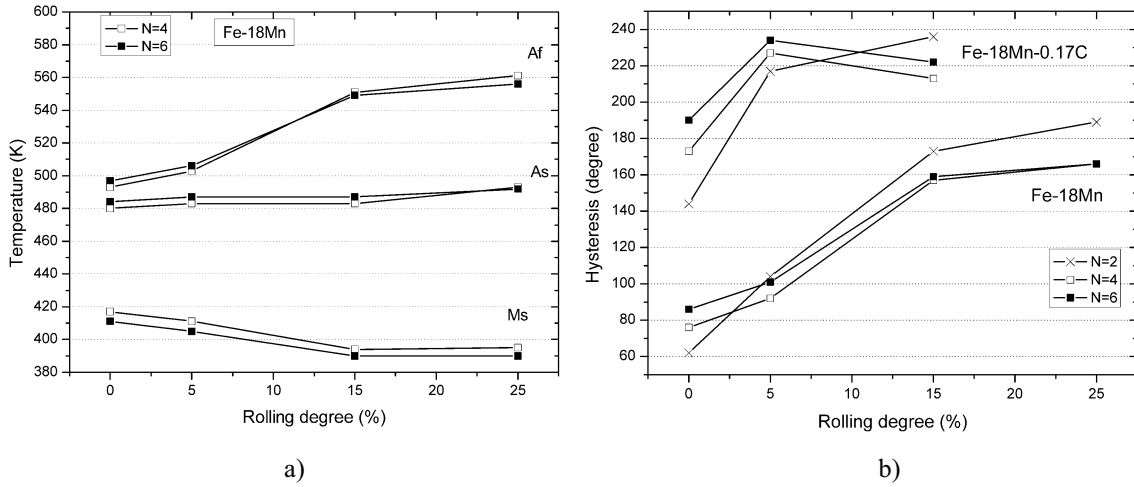 600
580
560
540
520
500
480
460
440
420
400
380
Temperature (K)
N=4
N=6
Fe-18Mn
Af
As
Ms
0 5 10 15 20 25
Rolling degree (%)
a)
240
220
200
180
160
140
120
100
80
60
Hysteresis (degree)
Fe-18Mn-0.17C
Fe-18Mn
N=2
N=4
N=6
0 5 10 15 20 25
Rolling degree (%)
b)